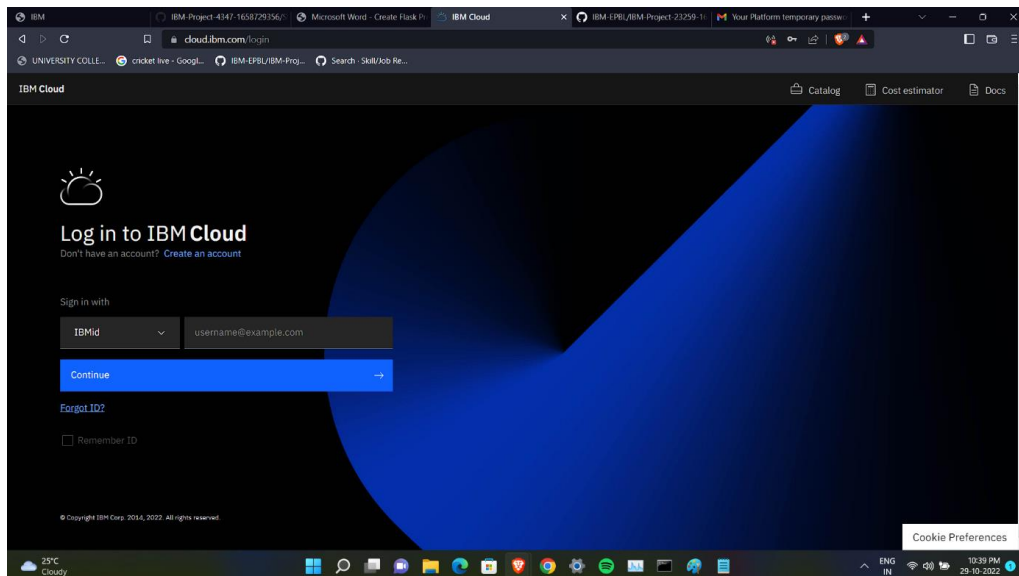 IBM
IBM-Project-4347-1658729356/5
Microsoft Word - Create Flask Pr
IBM Cloud
IBM-EPBL/IBM-Project-23259-16
Your Platform temporary passwo
cloud.ibm.com/login
UNIVERSITY COLLE...
cricket live - Googl...
IBM-EPBL/IBM-Proj...
Search · Skill/Job Re...
IBM Cloud
Catalog
Cost estimator
Docs
Log in to IBM Cloud
Don't have an account? Create an account
Sign in with
IBMid
username@example.com
Continue
Forgot ID?
Remember ID
© Copyright IBM Corp. 2014, 2022. All rights reserved.
Cookie Preferences
25°C
Cloudy
ENG
IN
10:39 PM
29-10-2022
1